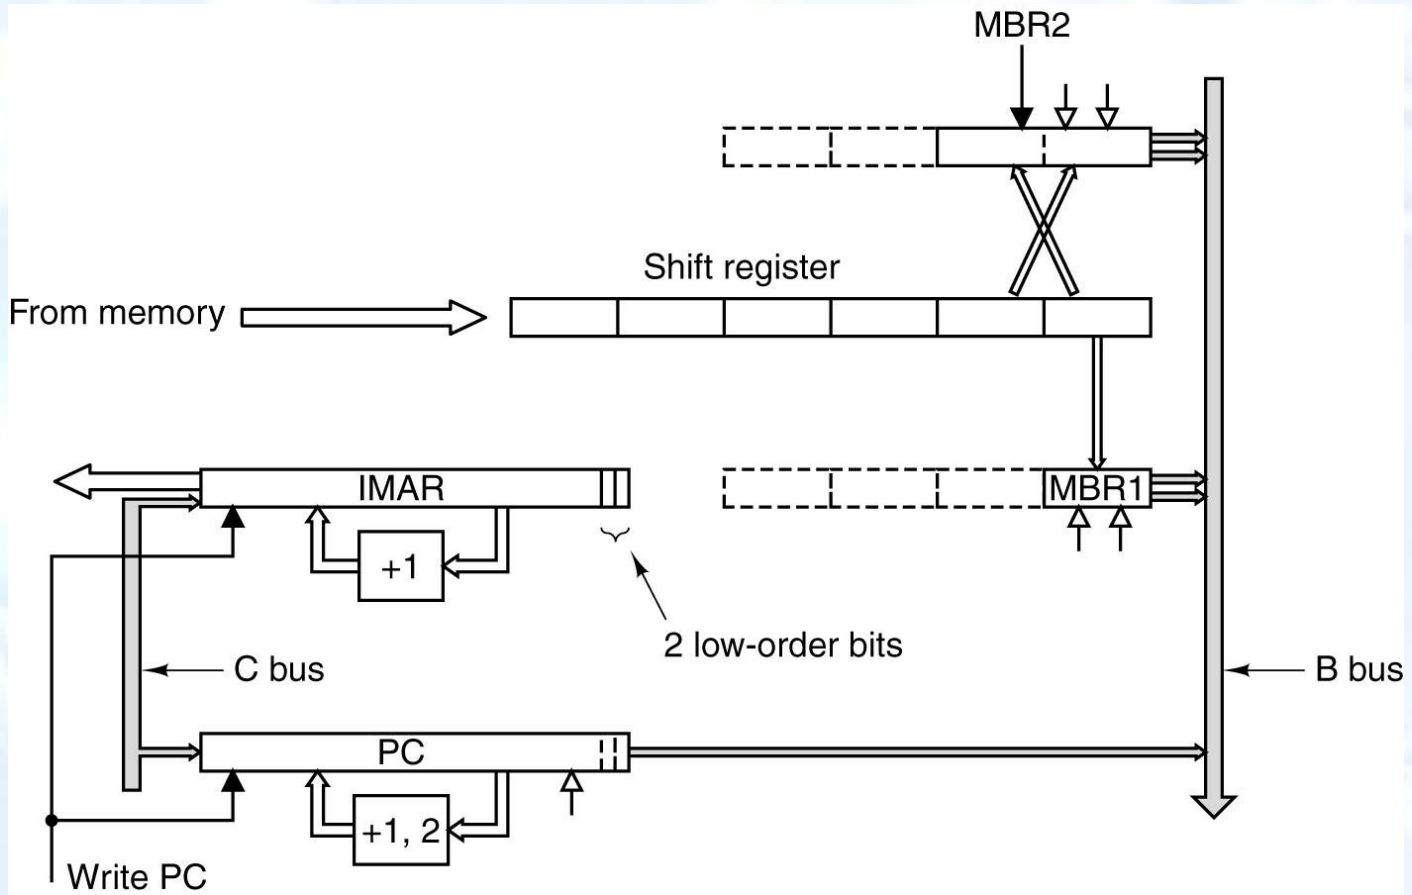 MBR2
Shift register
From memory
IMAR
MBR1
+1
2 low-order bits
C bus
B bus
PC
+1, 2
Write PC